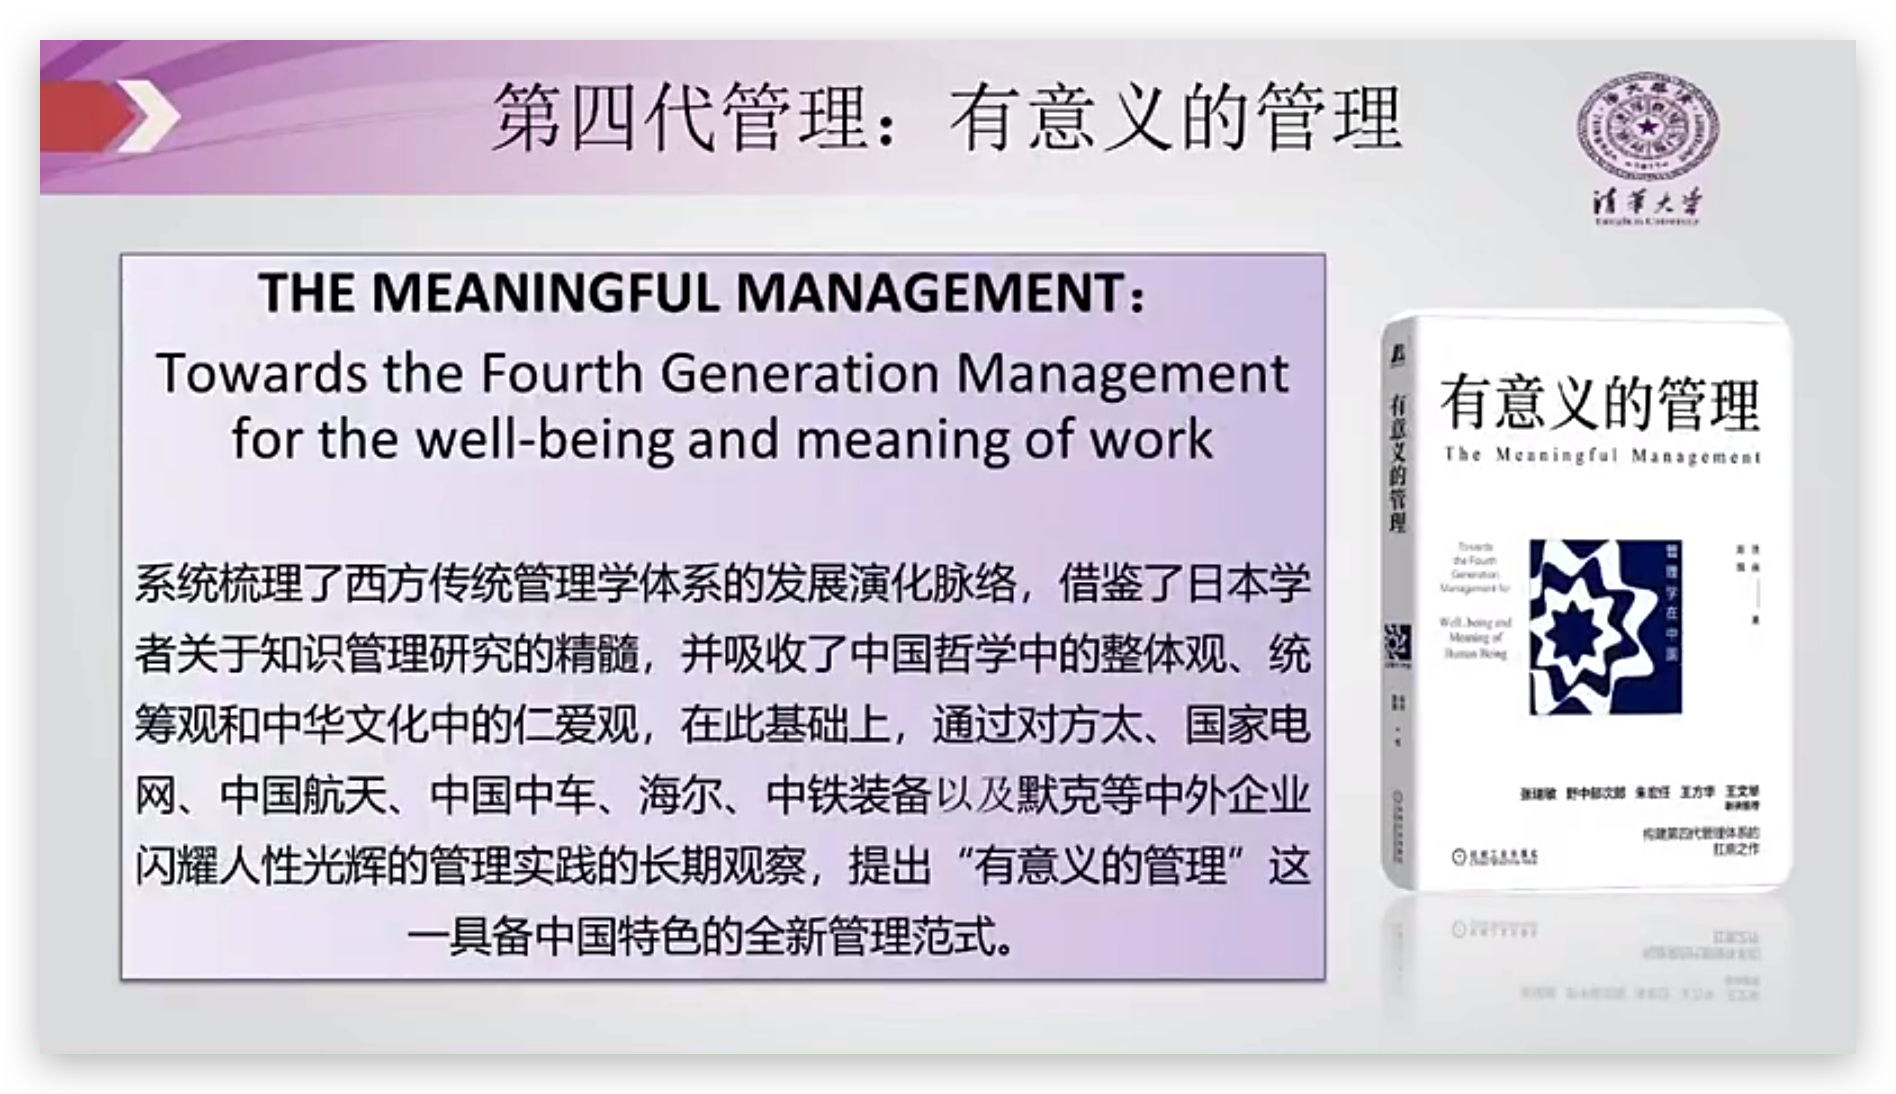 第四代管理：有意义的管理
清华大学
Tsinghua University
THE MEANINGFUL MANAGEMENT：
Towards the Fourth Generation Management
for the well-being and meaning of work
系统梳理了西方传统管理学体系的发展演化脉络，借鉴了日本学
者关于知识管理研究的精髓，并吸收了中国哲学中的整体观、统
筹观和中华文化中的仁爱观，在此基础上，通过对方太、国家电
网、中国航天、中国中车、海尔、中铁装备以及默克等中外企业
闪耀人性光辉的管理实践的长期观察，提出“有意义的管理”这
一具备中国特色的全新管理范式。
有意义的管理
有意义的管理
The Meaningful Management
Towards
the Fourth
Generation
Management for
Well-being and
Meaning of
Human Being
管理学在中国
张瑞敏 野中郁次郎 朱宏任 王方华
构建第四代管理体系的
扛鼎之作